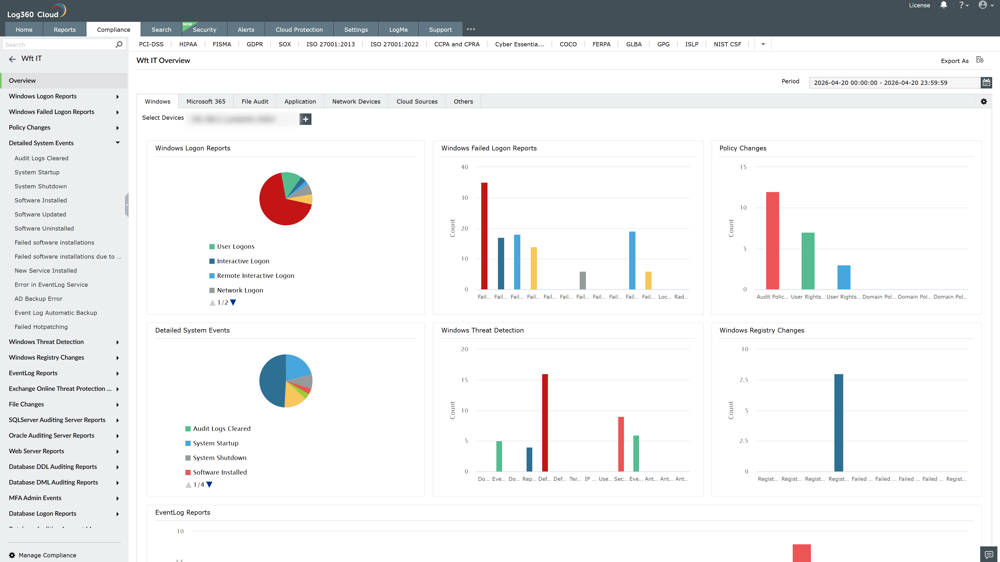 License
?
Log360 Cloud
Home
Reports
Compliance
Search
NEW
Security
Alerts
Cloud Protection
Settings
LogMe
Support
Search
PCI-DSS
HIPAA
FISMA
GDPR
SOX
ISO 27001:2013
ISO 27001:2022
CCPA and CPRA
Cyber Essentia...
COCO
FERPA
GLBA
GPG
ISLP
NIST CSF
Wft IT
Overview
Windows Logon Reports
Windows Failed Logon Reports
Policy Changes
Detailed System Events
Audit Logs Cleared
System Startup
System Shutdown
Software Installed
Software Updated
Software Uninstalled
Failed software installations
Failed software installations due to ...
New Service Installed
Error in EventLog Service
AD Backup Error
Event Log Automatic Backup
Failed Hotpatching
Windows Threat Detection
Windows Registry Changes
EventLog Reports
Exchange Online Threat Protection ...
File Changes
SQLServer Auditing Server Reports
Oracle Auditing Server Reports
Web Server Reports
Database DDL Auditing Reports
Database DML Auditing Reports
MFA Admin Events
Database Logon Reports
Manage Compliance
Wft IT Overview
Export As
Period
2026-04-20 00:00:00 - 2026-04-20 23:59:59
Windows
Microsoft 365
File Audit
Application
Network Devices
Cloud Sources
Others
Select Devices
Windows Logon Reports
User Logons
Interactive Logon
Remote Interactive Logon
Network Logon
1/2
Windows Failed Logon Reports
40
30
20
10
0
Count
Fail... Fail... Fail... Fail... Fail... Fail... Fail... Fail... Fail... Fail... Fail... Loc... Rad...
Policy Changes
15
10
5
0
Count
Audit Polic... User Rights... User Rights... Domain Pol... Domain Pol... Domain Pol...
Detailed System Events
Audit Logs Cleared
System Startup
System Shutdown
Software Installed
1/4
Windows Threat Detection
20
15
10
5
0
Count
Do... Eve... Do... Rep... Def... Def... Ter... IP ... Use... Sec... Eve... Ant... Ant... Ant...
Windows Registry Changes
10
7.5
5
2.5
0
Count
Regist... Regist... Regist... Regist... Failed ... Failed ... Failed ... Failed ... Regist...
EventLog Reports
10
7.5